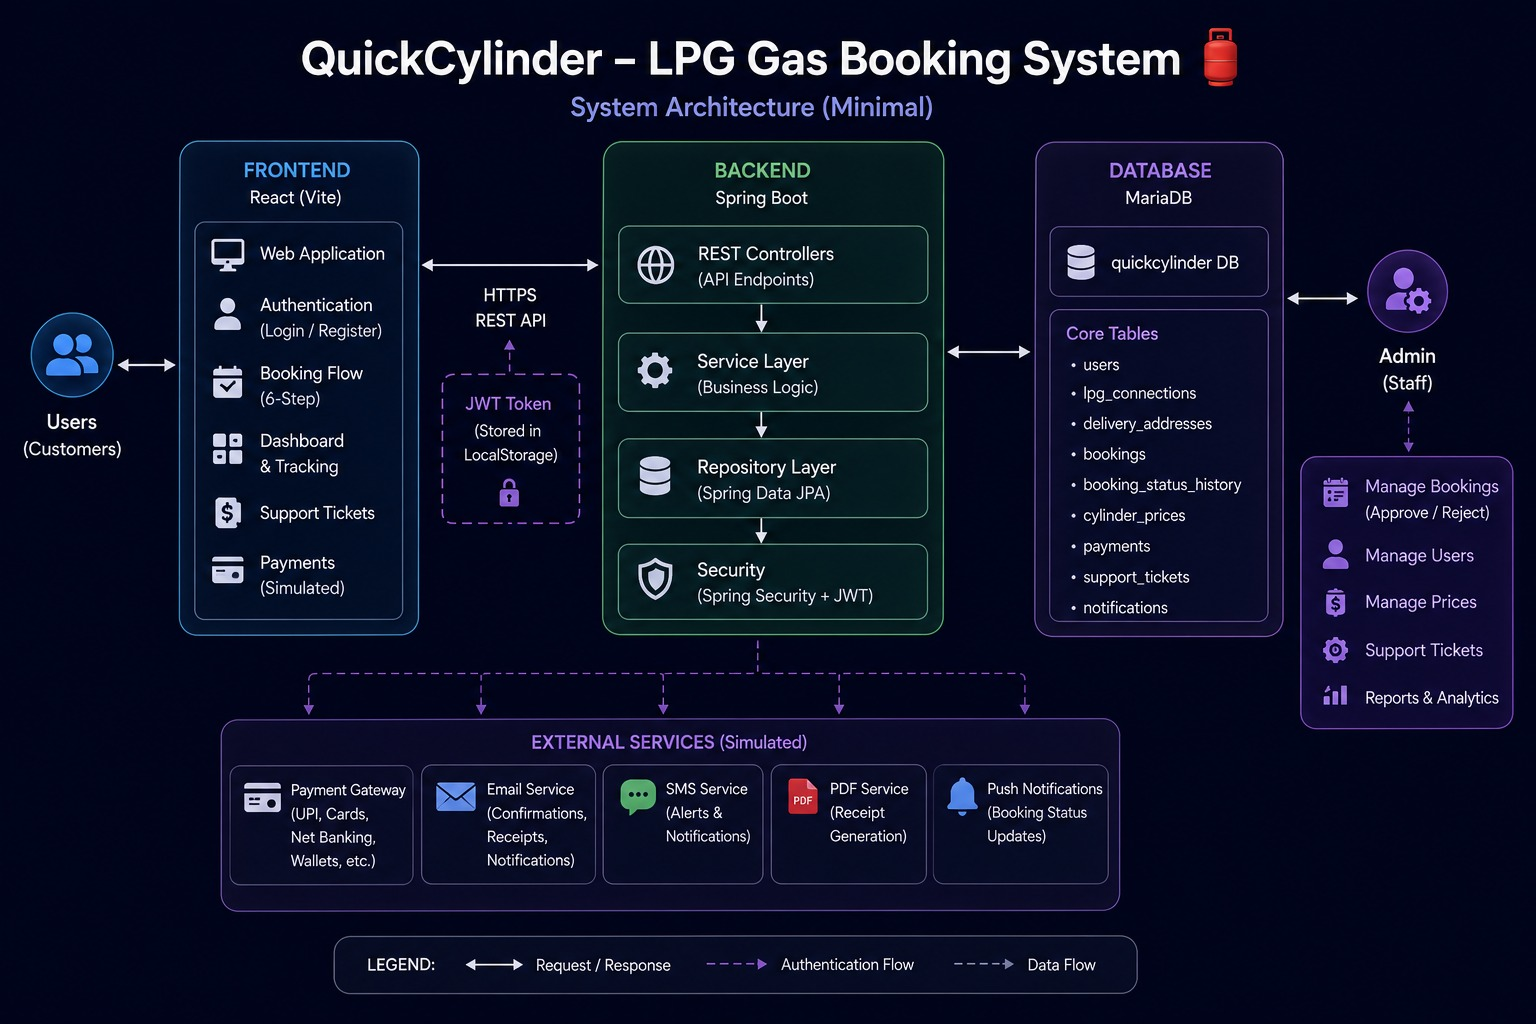 QuickCylinder – LPG Gas Booking System
System Architecture (Minimal)
Users
(Customers)
FRONTEND
React (Vite)
Web Application
Authentication
(Login / Register)
Booking Flow
(6-Step)
Dashboard
& Tracking
Support Tickets
Payments
(Simulated)
HTTPS
REST API
JWT Token
(Stored in
LocalStorage)
BACKEND
Spring Boot
REST Controllers
(API Endpoints)
Service Layer
(Business Logic)
Repository Layer
(Spring Data JPA)
Security
(Spring Security + JWT)
DATABASE
MariaDB
quickcylinder DB
Core Tables
• users
• lpg_connections
• delivery_addresses
• bookings
• booking_status_history
• cylinder_prices
• payments
• support_tickets
• notifications
Admin
(Staff)
Manage Bookings
(Approve / Reject)
Manage Users
Manage Prices
Support Tickets
Reports & Analytics
EXTERNAL SERVICES (Simulated)
Payment Gateway
(UPI, Cards,
Net Banking,
Wallets, etc.)
Email Service
(Confirmations,
Receipts,
Notifications)
SMS Service
(Alerts &
Notifications)
PDF
PDF Service
(Receipt
Generation)
Push Notifications
(Booking Status
Updates)
LEGEND:
Request / Response
Authentication Flow
Data Flow